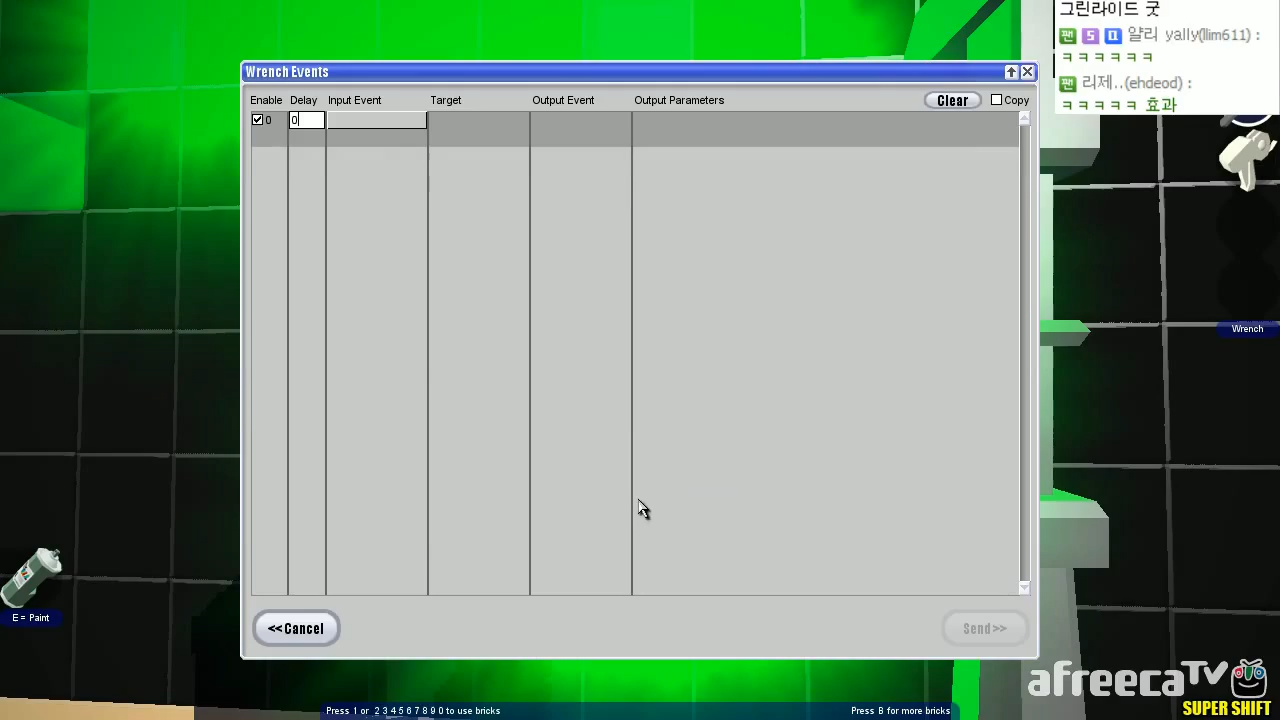 그린라이드 굿
팬 S 얄리 yally(llim611) :
ㅋㅋㅋㅋㅋㅋ
팬 리제..(ehdeod) :
ㅋㅋㅋㅋㅋ 효과
Wrench Events
Enable Delay Input Event Target Output Event Output Parameters Clear Copy
0 0
Wrench
E = Paint
<<Cancel Send>>
afreecaTV
SUPER SHIFT
Press 1 or 2 3 4 5 6 7 8 9 0 to use bricks Press B for more bricks